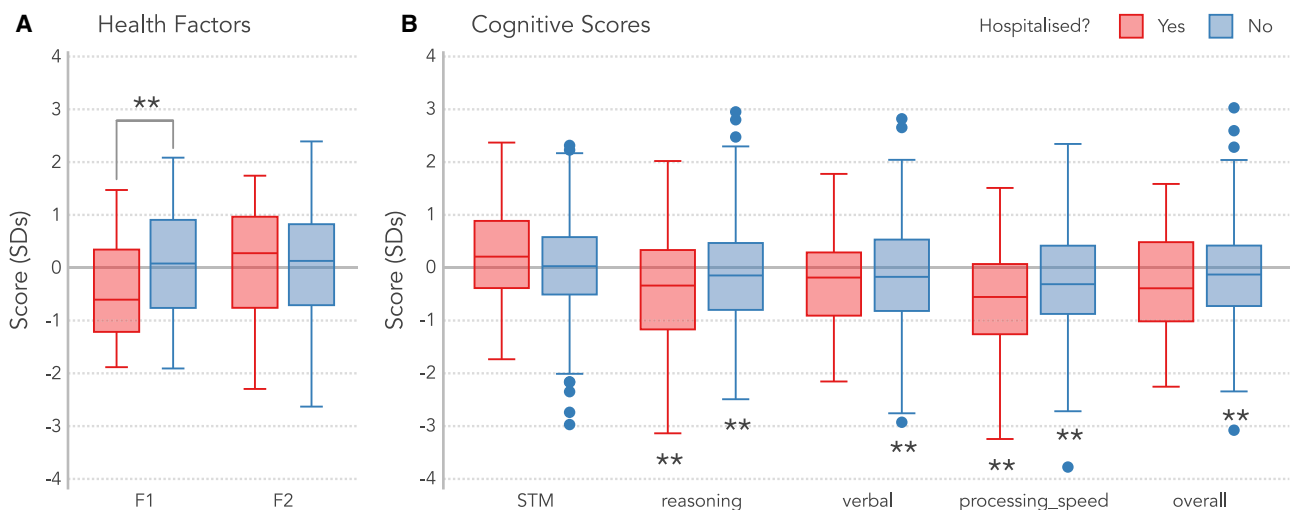 A Health Factors
B Cognitive Scores
Hospitalised? Yes No
Score (SDs)
4
3
2
1
0
-1
-2
-3
-4
**
F1 F2
Score (SDs)
4
3
2
1
0
-1
-2
-3
-4
** ** ** ** ** **
STM reasoning verbal processing_speed overall